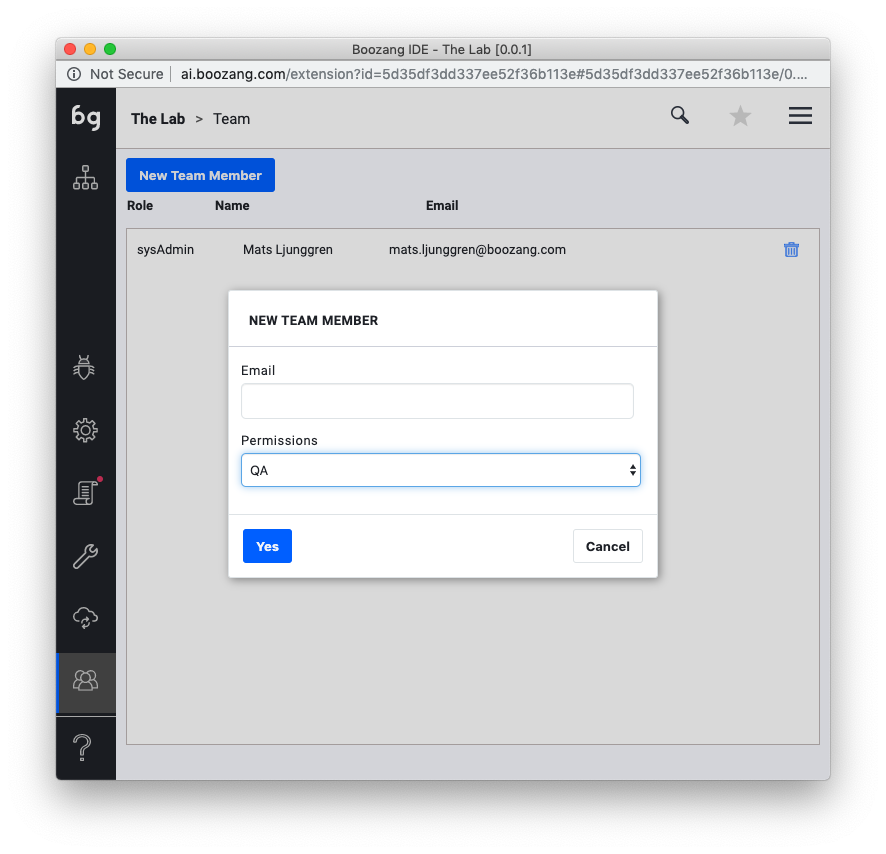 Boozang IDE - The Lab [0.0.1]
Not Secure ai.boozang.com/extension?id=5d35df3dd337ee52f36b113e#5d35df3dd337ee52f36b113e/0....
bg
The Lab > Team
New Team Member
Role Name Email
sysAdmin Mats Ljunggren mats.ljunggren@boozang.com
NEW TEAM MEMBER
Email
Permissions
QA
Yes Cancel